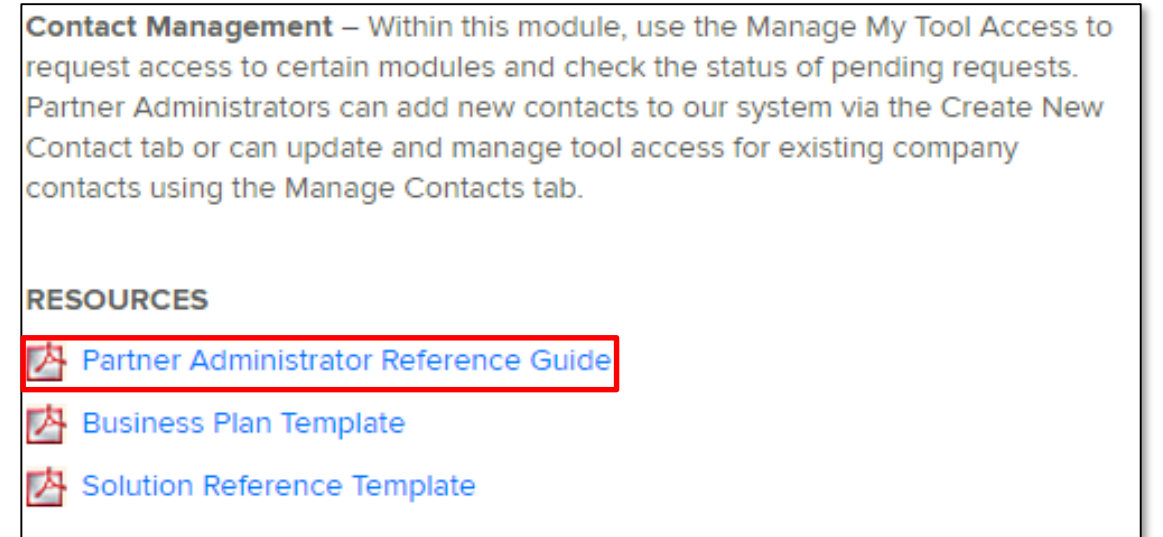 Contact Management – Within this module, use the Manage My Tool Access to
request access to certain modules and check the status of pending requests.
Partner Administrators can add new contacts to our system via the Create New
Contact tab or can update and manage tool access for existing company
contacts using the Manage Contacts tab.
RESOURCES
Partner Administrator Reference Guide
Business Plan Template
Solution Reference Template